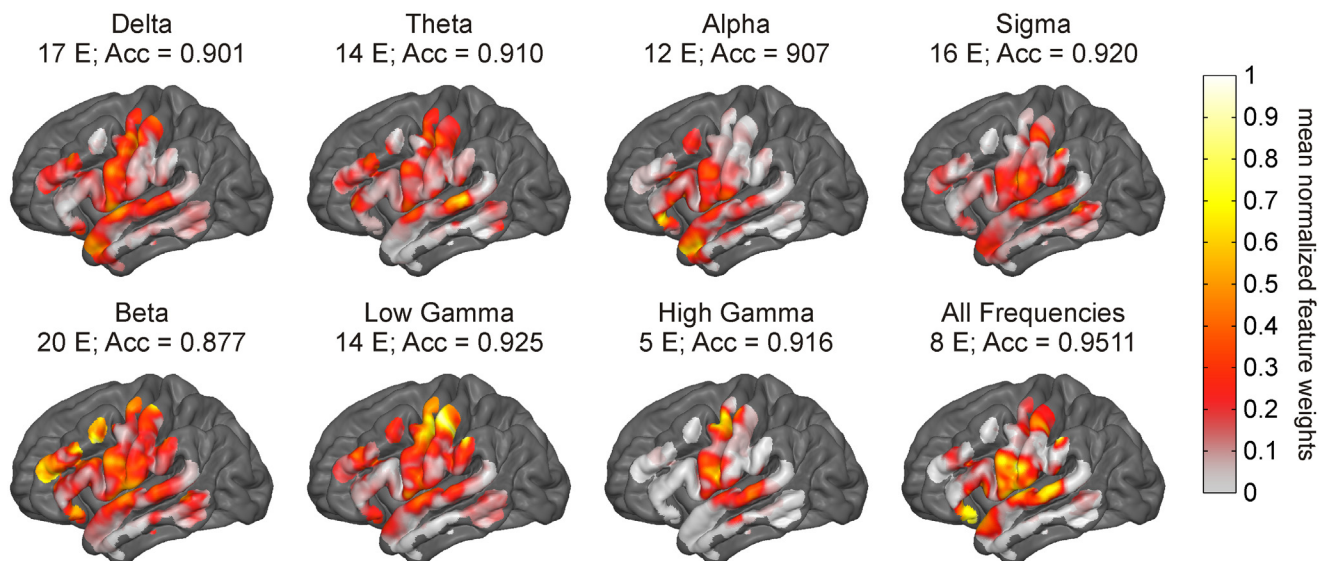 Delta
17 E; Acc = 0.901
Theta
14 E; Acc = 0.910
Alpha
12 E; Acc = 907
Sigma
16 E; Acc = 0.920
Beta
20 E; Acc = 0.877
Low Gamma
14 E; Acc = 0.925
High Gamma
5 E; Acc = 0.916
All Frequencies
8 E; Acc = 0.9511
1
0.9
0.8
0.7
0.6
0.5
0.4
0.3
0.2
0.1
0
mean normalized feature weights